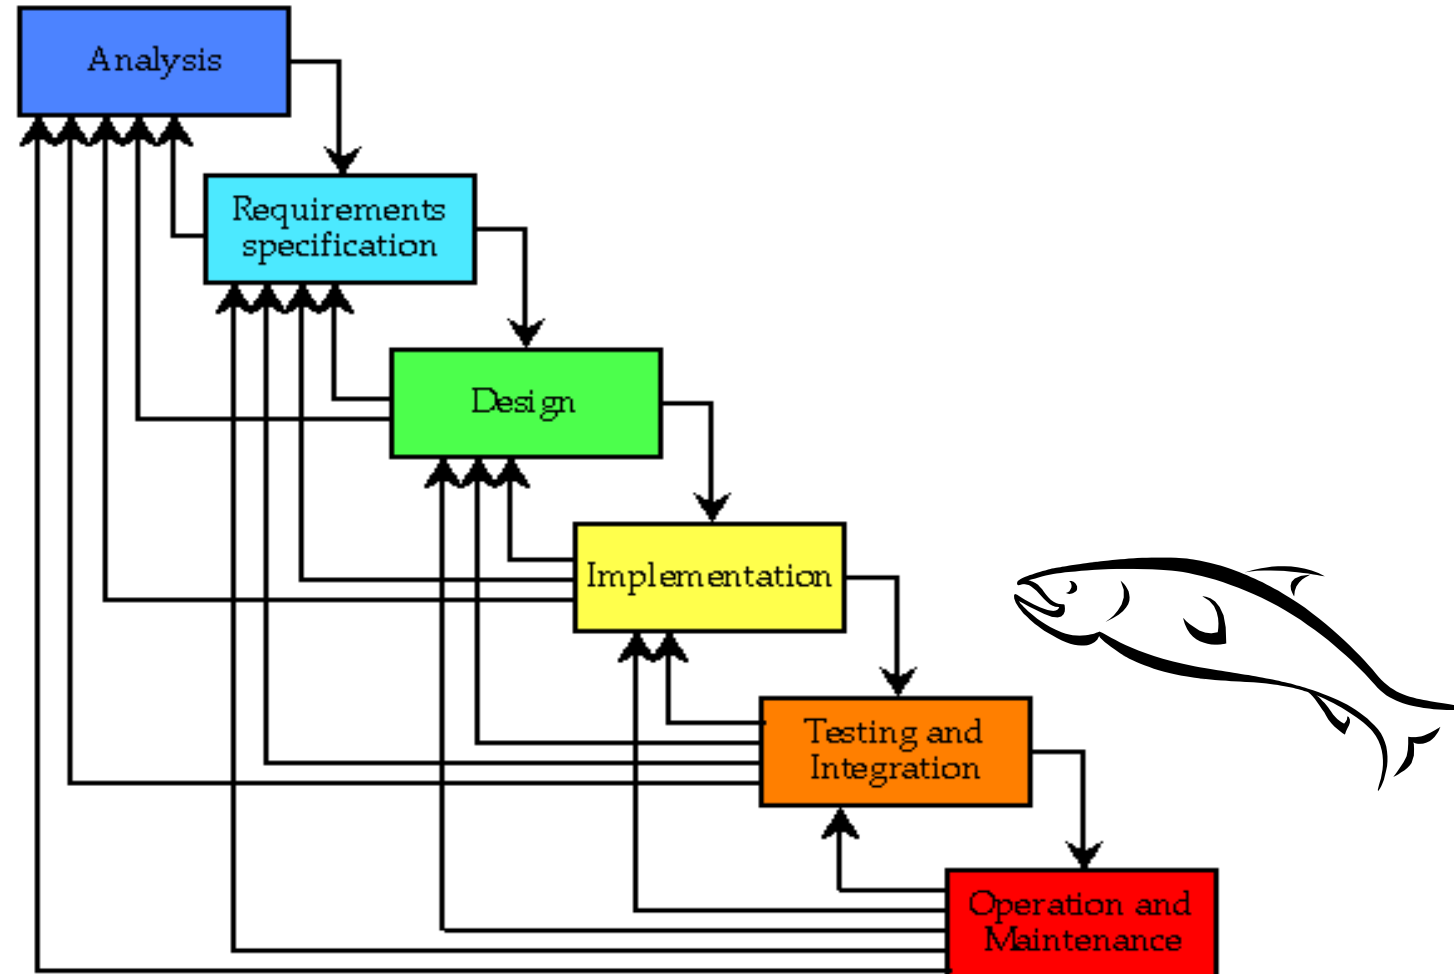 Analysis
Requirements
specification
Design
Implementation
Testing and
Integration
Operation and
Maintenance